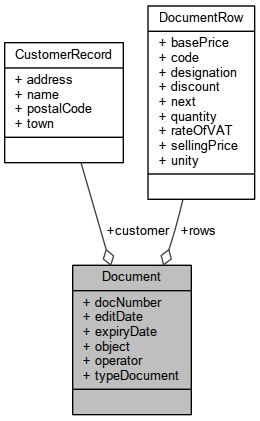 DocumentRow
+ basePrice
+ code
+ designation
+ discount
+ next
+ quantity
+ rateOfVAT
+ sellingPrice
+ unity
CustomerRecord
+ address
+ name
+ postalCode
+ town
+customer
+rows
Document
+ docNumber
+ editDate
+ expiryDate
+ object
+ operator
+ typeDocument